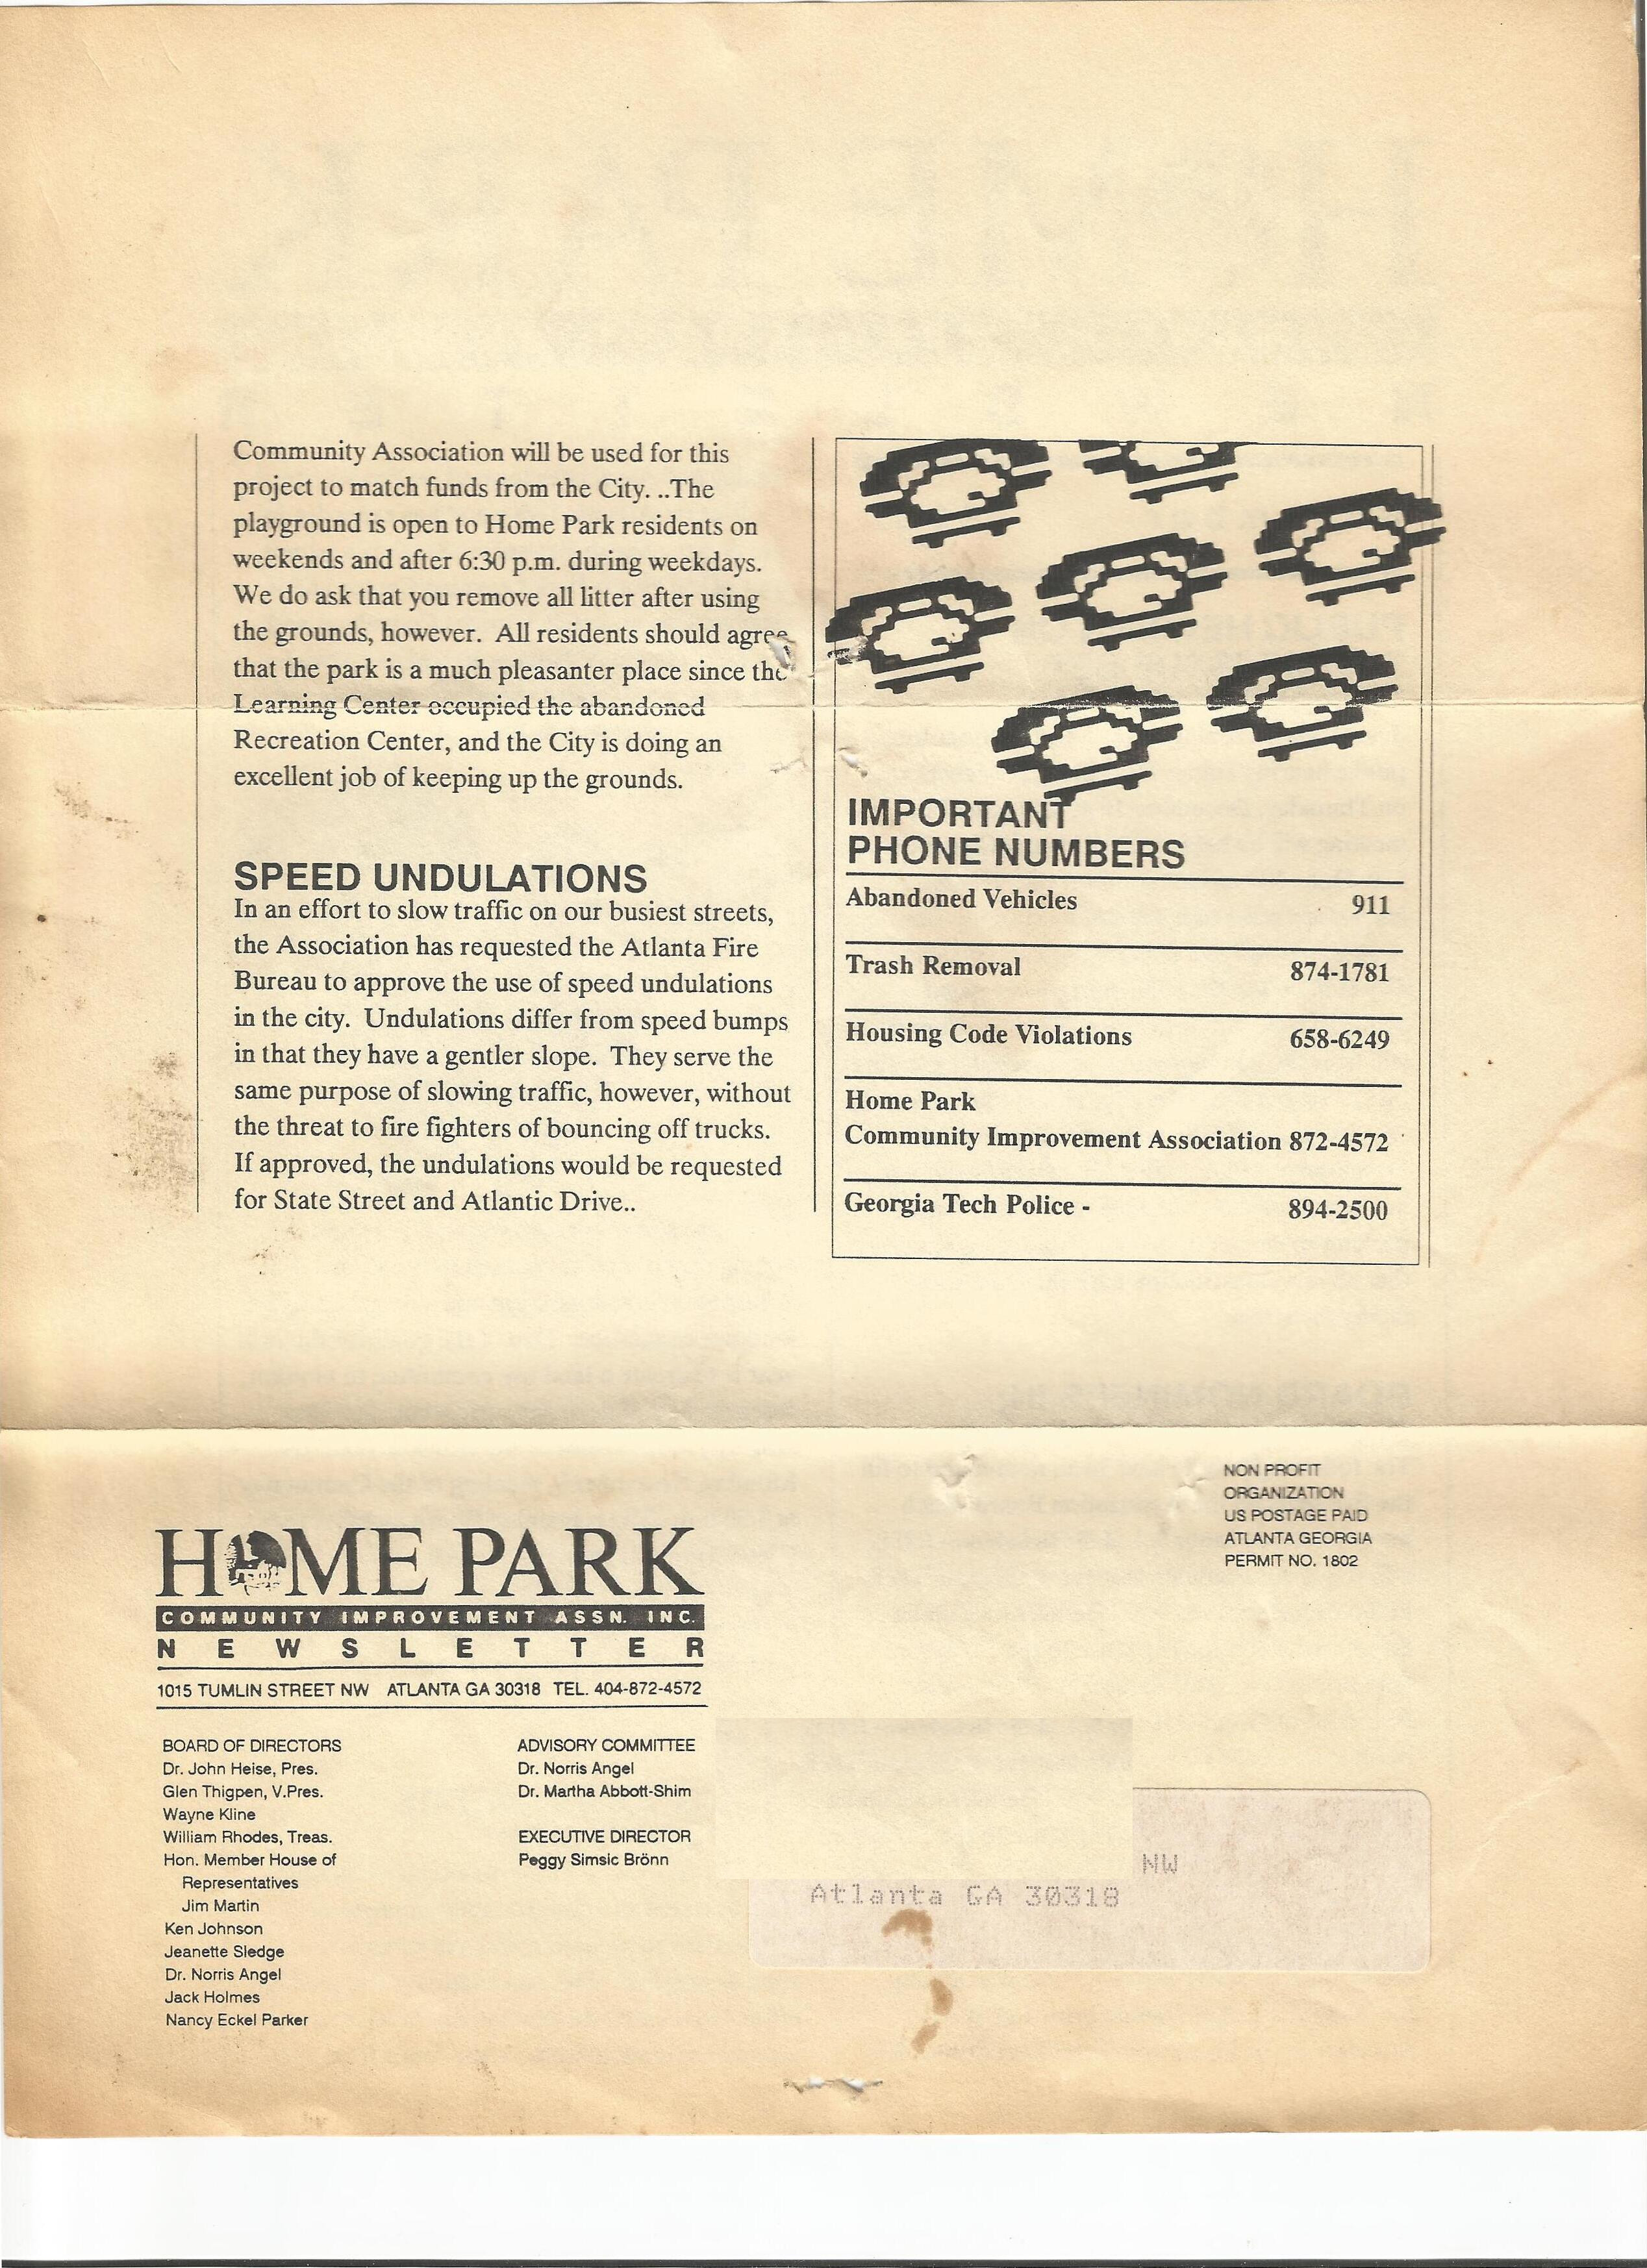 Community Association will be used for this
project to match funds from the City. ..The
playground is open to Home Park residents on
weekends and after 6:30 p.m. during weekdays.
We do ask that you remove all litter after using
the grounds, however. All residents should agree
that the park is a much pleasanter place since the
Learning Center occupied the abandoned
Recreation Center, and the City is doing an
excellent job of keeping up the grounds.
SPEED UNDULATIONS
In an effort to slow traffic on our busiest streets,
the Association has requested the Atlanta Fire
Bureau to approve the use of speed undulations
in the city. Undulations differ from speed bumps
in that they have a gentler slope. They serve the
same purpose of slowing traffic, however, without
the threat to fire fighters of bouncing off trucks.
If approved, the undulations would be requested
for State Street and Atlantic Drive..
IMPORTANT
PHONE NUMBERS
Abandoned Vehicles 911
Trash Removal 874-1781
Housing Code Violations 658-6249
Home Park
Community Improvement Association 872-4572
Georgia Tech Police - 894-2500
NON PROFIT
ORGANIZATION
US POSTAGE PAID
ATLANTA GEORGIA
PERMIT NO. 1802
HOME PARK
COMMUNITY IMPROVEMENT ASSN. INC.
NEWSLETTER
1015 TUMLIN STREET NW ATLANTA GA 30318 TEL. 404-872-4572
BOARD OF DIRECTORS
Dr. John Heise, Pres.
Glen Thigpen, V.Pres.
Wayne Kline
William Rhodes, Treas.
Hon. Member House of
Representatives
Jim Martin
Ken Johnson
Jeanette Sledge
Dr. Norris Angel
Jack Holmes
Nancy Eckel Parker
ADVISORY COMMITTEE
Dr. Norris Angel
Dr. Martha Abbott-Shim
EXECUTIVE DIRECTOR
Peggy Simsic Brönn
NW
Atlanta GA 30318